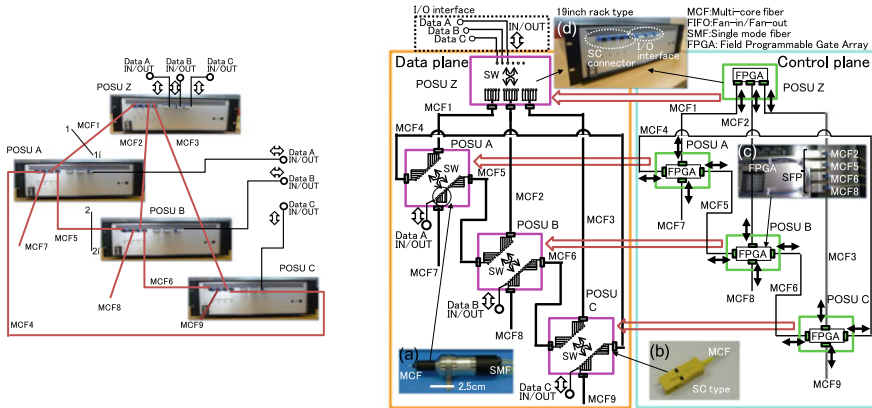 Data A
IN/OUT
Data B
IN/OUT
Data C
IN/OUT
POSU Z
MCF1
1
1i
MCF2
MCF3
POSU A
Data A
IN/OUT
Data B
IN/OUT
Data C
IN/OUT
2
2i
MCF5
MCF7
POSU B
MCF6
MCF8
POSU C
MCF9
MCF4
I/O interface
Data A
Data B
Data C
(d)
19inch rack type
SC
connector
I/O
interface
MCF:Multi-core fiber
FIFO:Fan-in/Fan-out
SMF:Single mode fiber
FPGA: Field Programmable Gate Array
Data plane
POSU Z
SW
MCF1
MCF4
POSU A
SW
MCF5
Data A
IN/OUT
MCF7
MCF2
POSU B
SW
MCF6
Data B
IN/OUT
MCF8
MCF3
POSU
C
SW
Data C
IN/OUT
MCF9
(a)
MCF
SMF
2.5cm
(b)
MCF
SC type
Control plane
FPGA
POSU Z
MCF1
MCF2
MCF4
POSU A
FPGA
MCF5
MCF7
(c)
FPGA
SFP
MCF2
MCF5
MCF6
MCF8
POSU B
FPGA
MCF6
MCF8
MCF3
POSU C
FPGA
MCF9